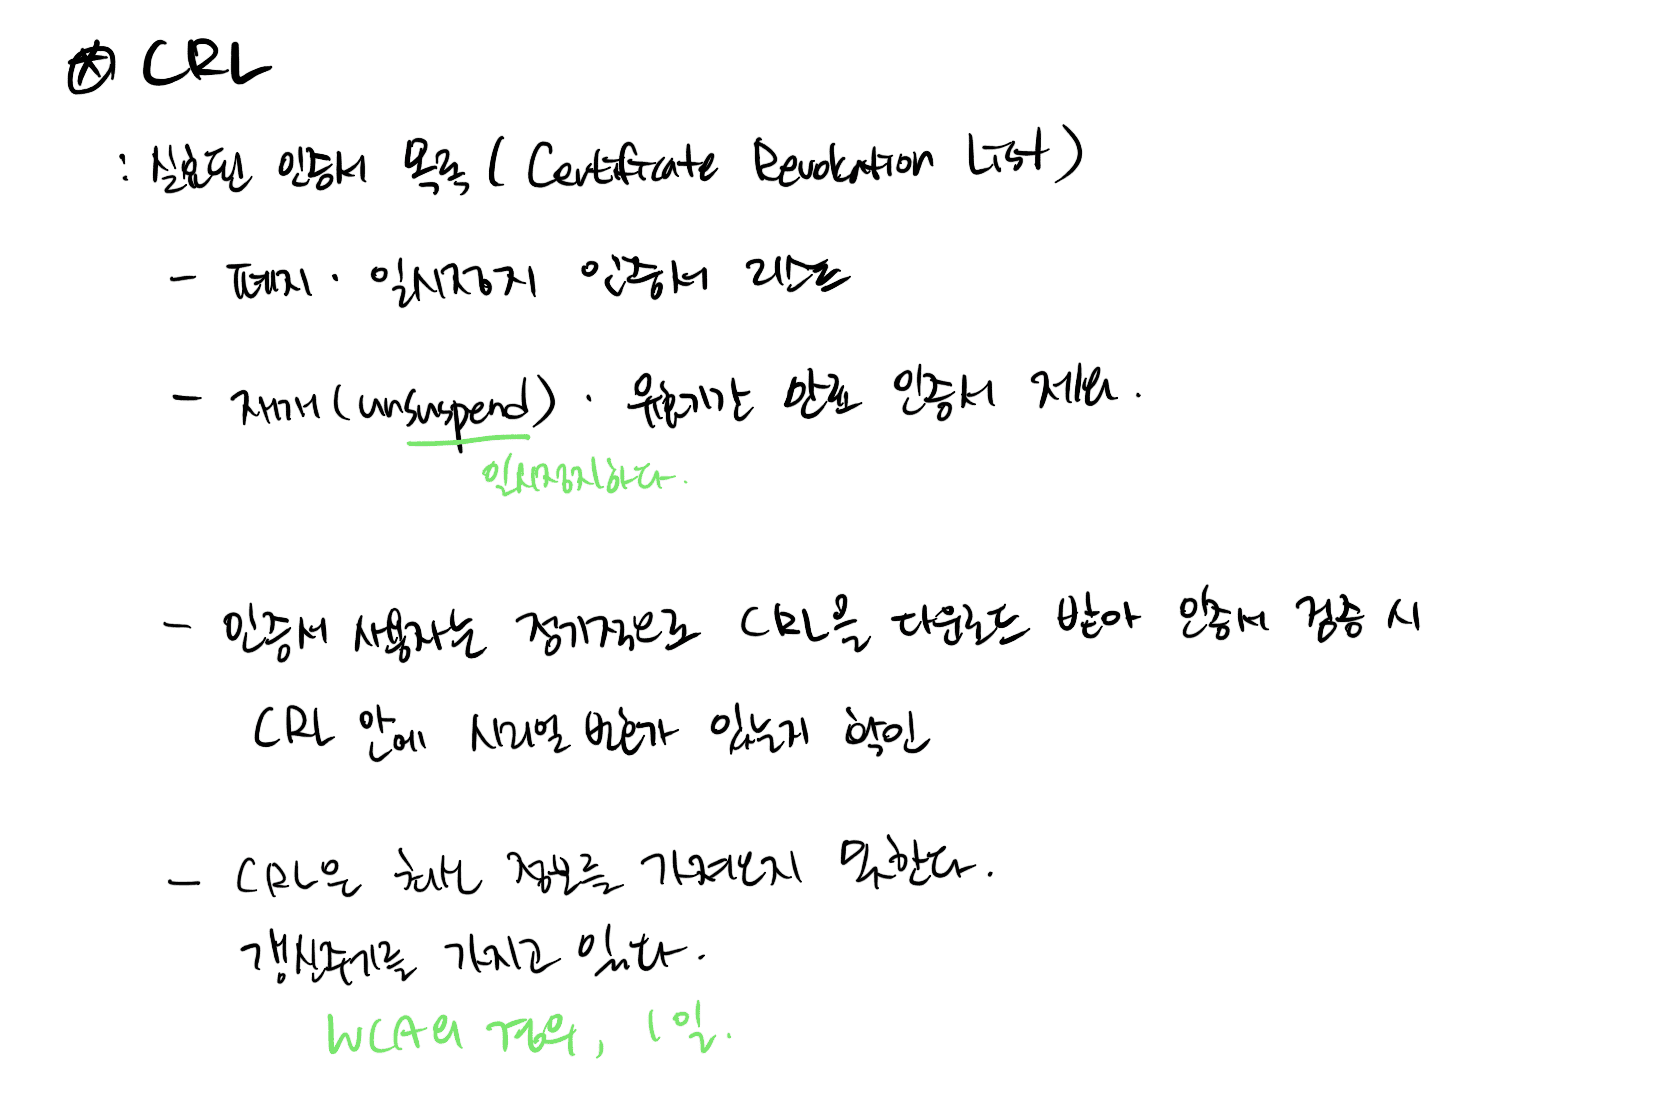 ⊛ CRL
: 실효된 인증서 목록 (Certificate Revokation List)
- 폐지 · 일시정지 인증서 리스트
- 재개(unsuspend) · 유효기간 만료 인증서 제외.
일시정지하다.
- 인증서 사용자는 정기적으로 CRL을 다운로드 받아 인증서 검증 시
CRL 안에 시리얼 번호가 있는지 확인
- CRL은 최신 정보를 가져오지 못한다.
갱신주기를 가지고 있다.
WCA의 경우, 1일.